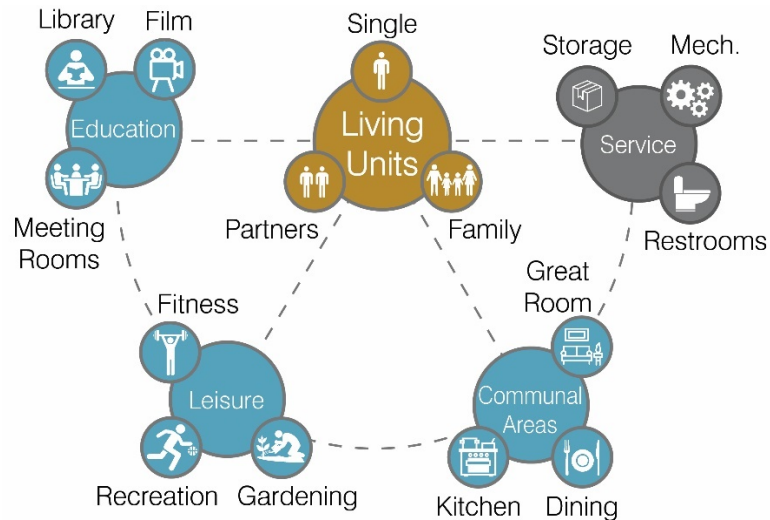 Library
Film
Education
Meeting
Rooms
Single
Living
Units
Partners
Family
Storage
Mech.
Service
Restrooms
Fitness
Leisure
Recreation
Gardening
Great
Room
Communal
Areas
Kitchen
Dining